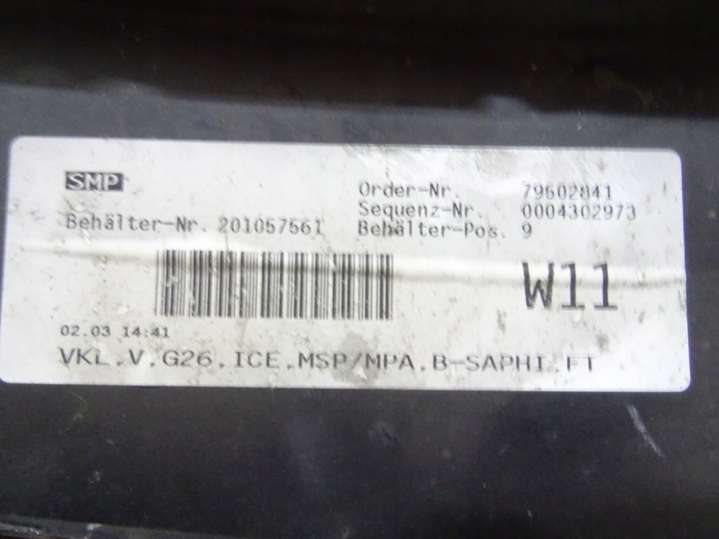 SMP
Order-Nr. 79602841
Sequenz-Nr. 0004302973
Behälter-Nr. 201057561 Behälter-Pos. 9
W11
02.03 14:41
VKL.V.G26.ICE.MSP/MPA.B-SAPHI.FT